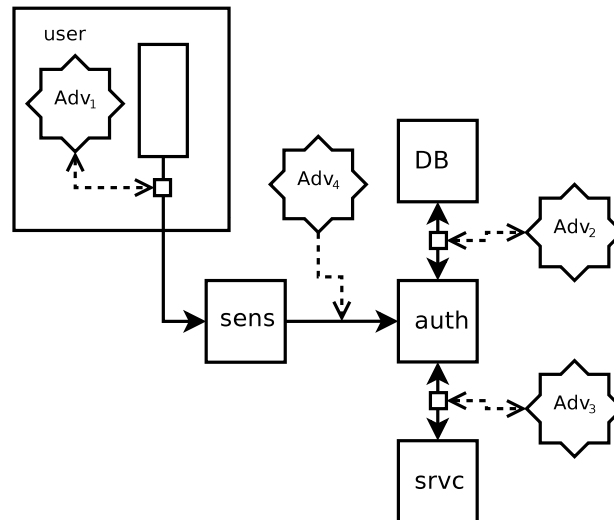 user
Adv₁
Adv₄
DB
Adv₂
sens
auth
Adv₃
srvc